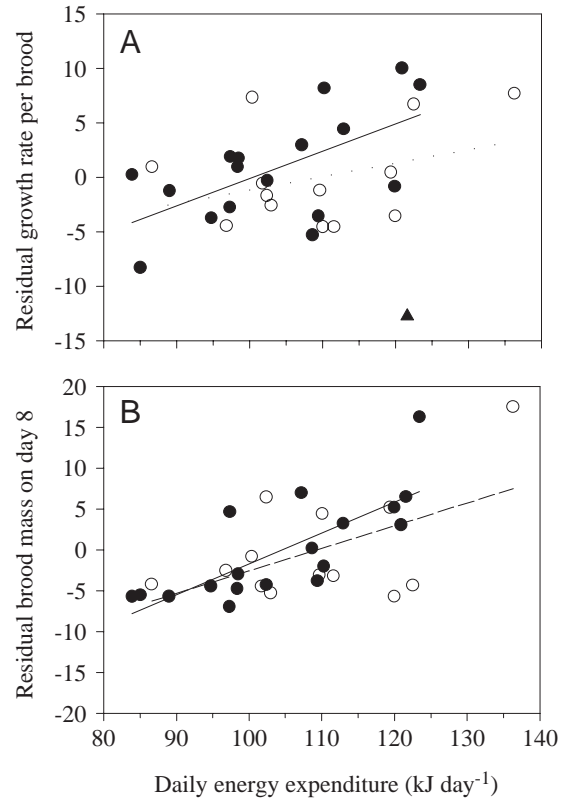 A
Residual growth rate per brood
15
10
5
0
-5
-10
-15
B
Residual brood mass on day 8
20
15
10
5
0
-5
-10
-15
-20
80 90 100 110 120 130 140
Daily energy expenditure (kJ day-1)